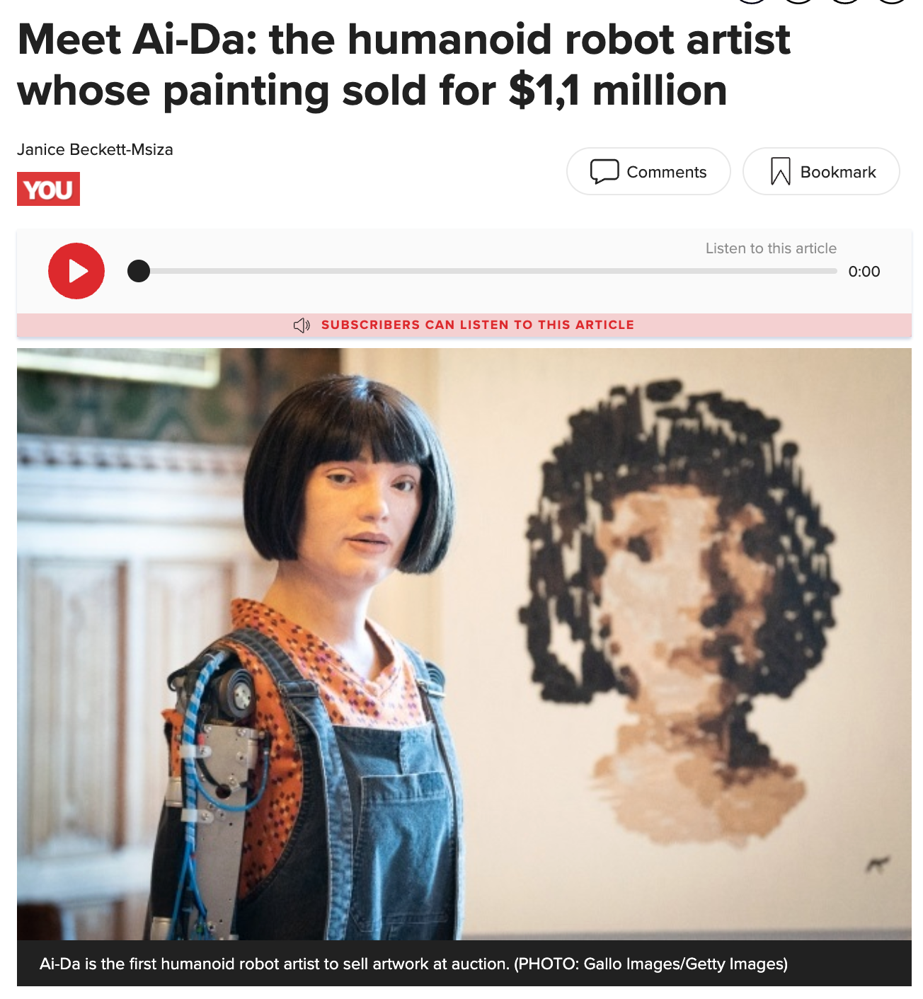 Meet Ai-Da: the humanoid robot artist
whose painting sold for $1,1 million
Janice Beckett-Msiza
YOU
Comments
Bookmark
Listen to this article
0:00
SUBSCRIBERS CAN LISTEN TO THIS ARTICLE
Ai-Da is the first humanoid robot artist to sell artwork at auction. (PHOTO: Gallo Images/Getty Images)